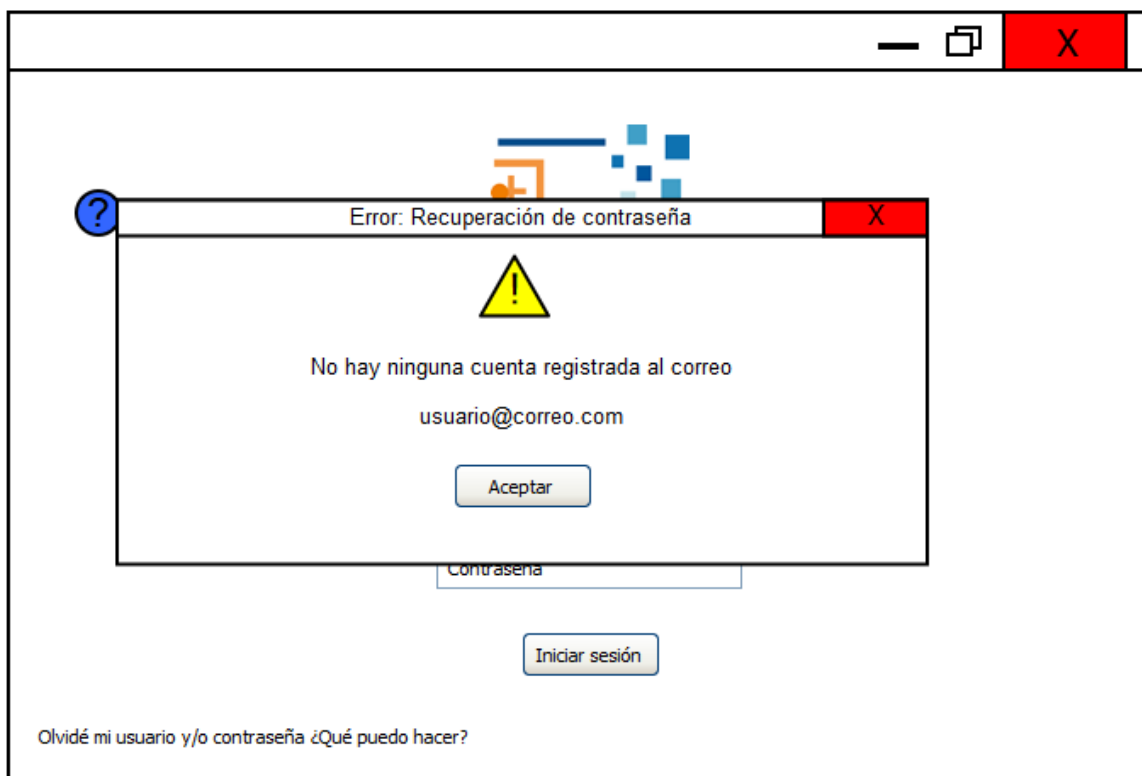 X
?
Error: Recuperación de contraseña
X
!
No hay ninguna cuenta registrada al correo
usuario@correo.com
Aceptar
Contraseña
Iniciar sesión
Olvidé mi usuario y/o contraseña ¿Qué puedo hacer?